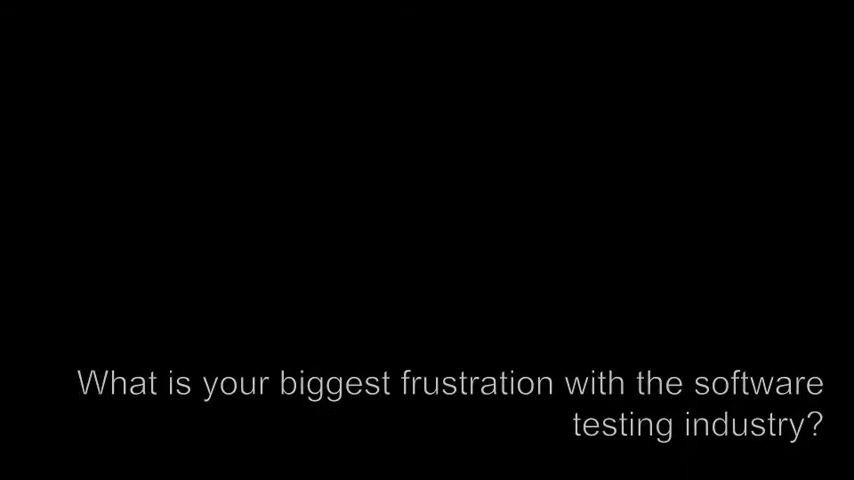 What is your biggest frustration with the software
testing industry?